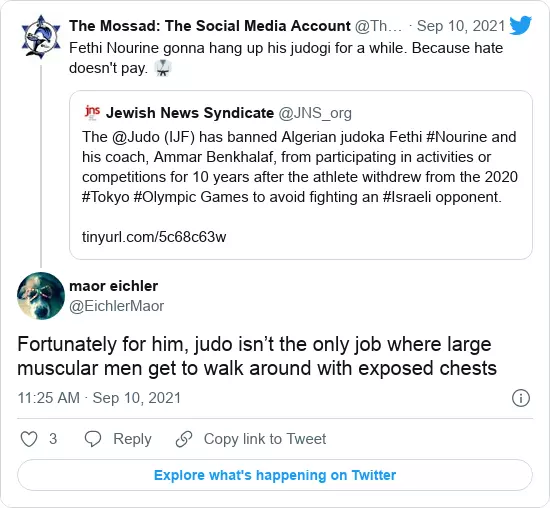 The Mossad: The Social Media Account @Th... · Sep 10, 2021
Fethi Nourine gonna hang up his judogi for a while. Because hate
doesn't pay.
jns Jewish News Syndicate @JNS_org
The @Judo (IJF) has banned Algerian judoka Fethi #Nourine and
his coach, Ammar Benkhalaf, from participating in activities or
competitions for 10 years after the athlete withdrew from the 2020
#Tokyo #Olympic Games to avoid fighting an #Israeli opponent.
tinyurl.com/5c68c63w
maor eichler
@EichlerMaor
Fortunately for him, judo isn’t the only job where large
muscular men get to walk around with exposed chests
11:25 AM · Sep 10, 2021
3 Reply Copy link to Tweet
Explore what's happening on Twitter